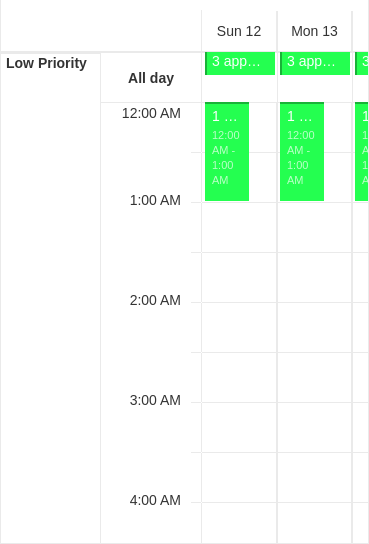 Sun 12
Mon 13
Low Priority
All day
3 app…
3 app…
3
12:00 AM
1 …
12:00
AM -
1:00
AM
1 …
12:00
AM -
1:00
AM
1
1:00 AM
2:00 AM
3:00 AM
4:00 AM